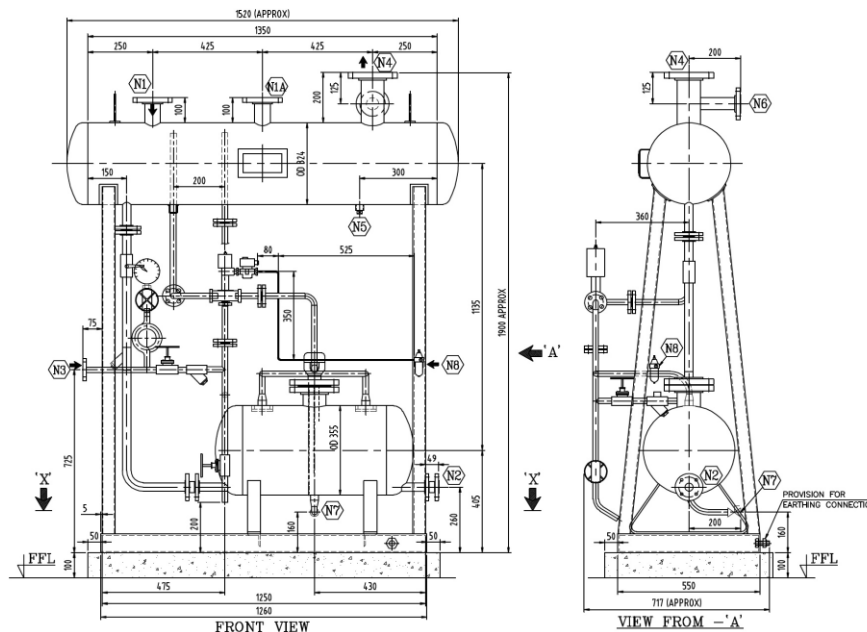 1520 (APPROX)
1350
250
425
425
250
N1
N1A
N4
100
100
200
125
150
200
OD 324
300
N5
80
525
350
75
N3
N8
1135
1900 APPROX
'A'
OD 355
49
N2
725
'X'
'X'
5
200
160
N7
260
405
50
50
FFL
100
475
430
1250
1260
FRONT VIEW
N4
200
125
N6
360
N8
N2
N7
PROVISION FOR
EARTHING CONNECTIO
200
160
50
FFL
100
550
717 (APPROX)
VIEW FROM -'A'